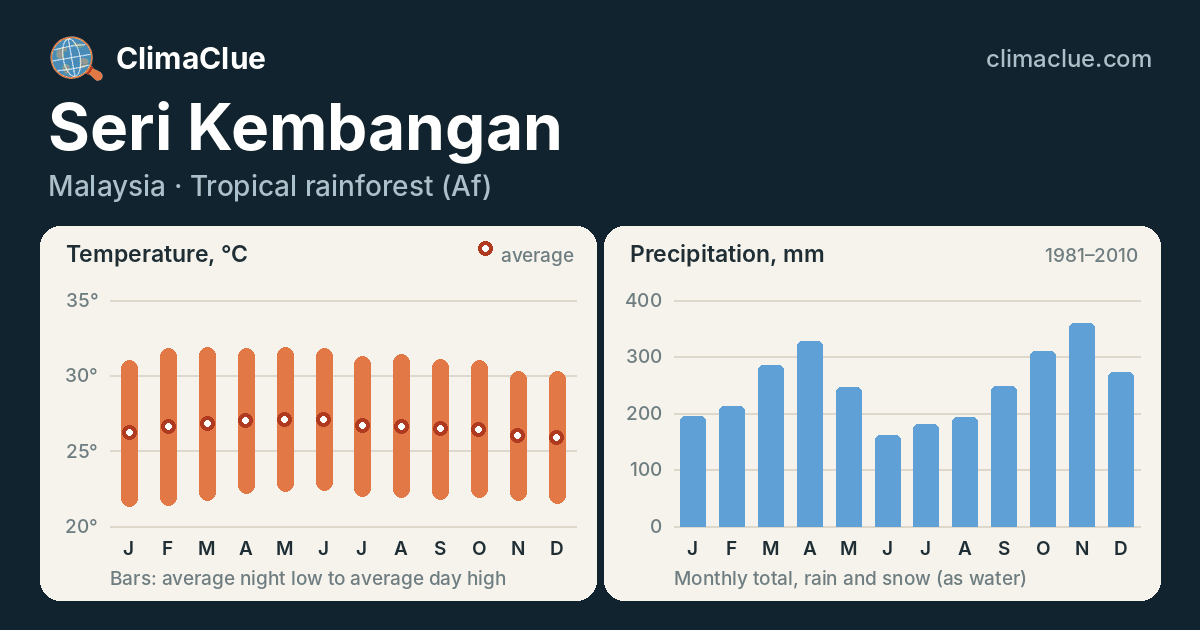 ClimaClue
climaclue.com
Seri Kembangan
Malaysia · Tropical rainforest (Af)
Temperature, °C
average
35°
30°
25°
20°
J F M A M J J A S O N D
Bars: average night low to average day high
Precipitation, mm
1981–2010
400
300
200
100
0
J F M A M J J A S O N D
Monthly total, rain and snow (as water)